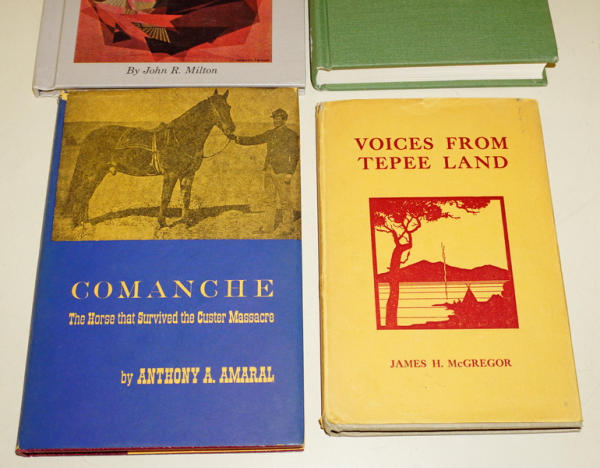 By John R. Milton
COMANCHE
The Horse that Survived the Custer Massacre
by ANTHONY A. AMARAL
VOICES FROM
TEPEE LAND
JAMES H. McGREGOR